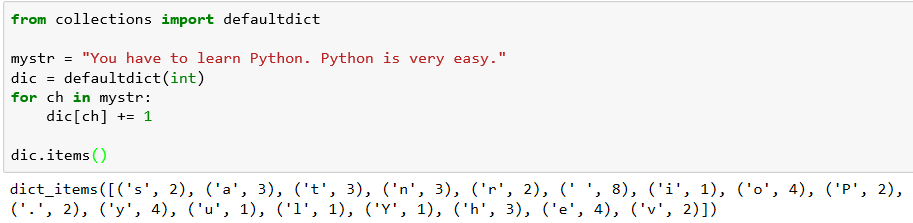 from collections import defaultdict
mystr = "You have to learn Python. Python is very easy."
dic = defaultdict(int)
for ch in mystr:
    dic[ch] += 1
dic.items()
dict_items([('s', 2), ('a', 3), ('t', 3), ('n', 3), ('r', 2), (' ', 8), ('i', 1), ('o', 4), ('P', 2),
('.', 2), ('y', 4), ('u', 1), ('l', 1), ('Y', 1), ('h', 3), ('e', 4), ('v', 2)])